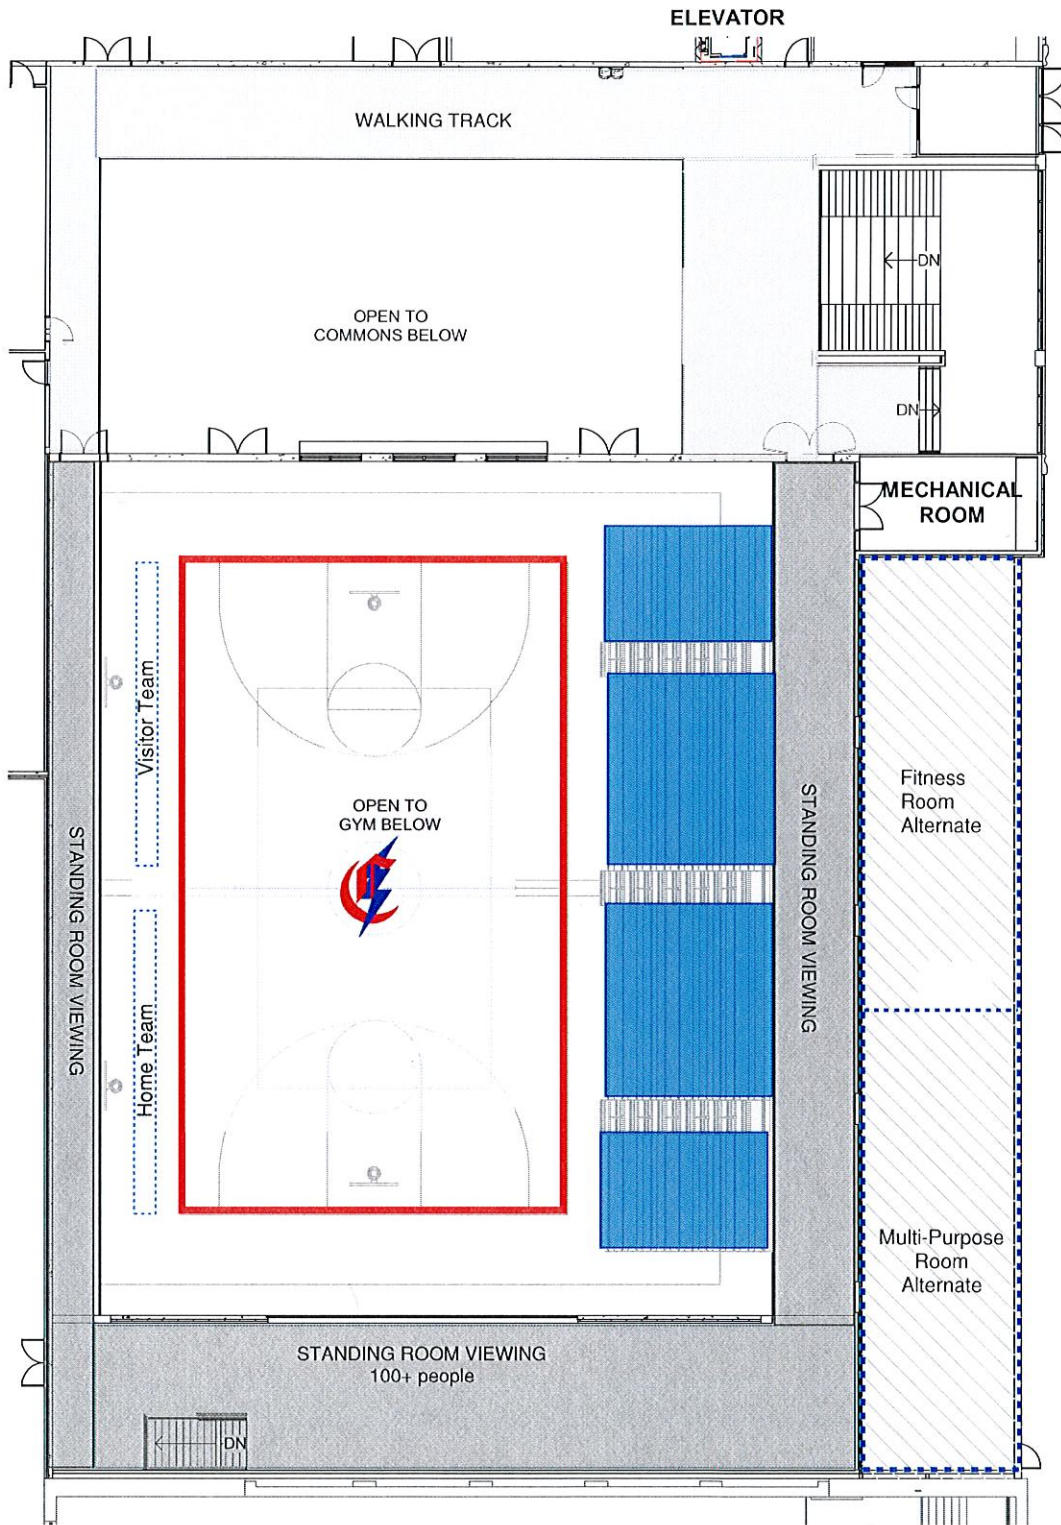 ELEVATOR
WALKING TRACK
DN
OPEN TO
COMMONS BELOW
DN
MECHANICAL
ROOM
Visitor Team
Fitness
Room
Alternate
OPEN TO
GYM BELOW
C
STANDING ROOM VIEWING
STANDING ROOM VIEWING
Home Team
Multi-Purpose
Room
Alternate
STANDING ROOM VIEWING
100+ people
DN